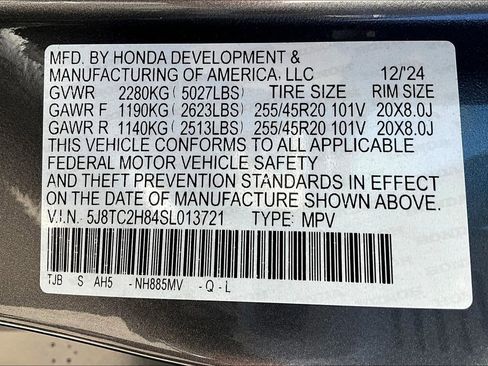 MFD. BY HONDA DEVELOPMENT &
MANUFACTURING OF AMERICA, LLC 12/'24
GVWR 2280KG (5027LBS) TIRE SIZE RIM SIZE
GAWR F 1190KG (2623LBS) 255/45R20 101V 20X8.0J
GAWR R 1140KG (2513LBS) 255/45R20 101V 20X8.0J
THIS VEHICLE CONFORMS TO ALL APPLICABLE
FEDERAL MOTOR VEHICLE SAFETY
AND THEFT PREVENTION STANDARDS IN EFFECT
ON THE DATE OF MANUFACTURE SHOWN ABOVE.
V.I.N. 5J8TC2H84SL013721 TYPE: MPV
TJB S AH5 -NH885MV -Q-L